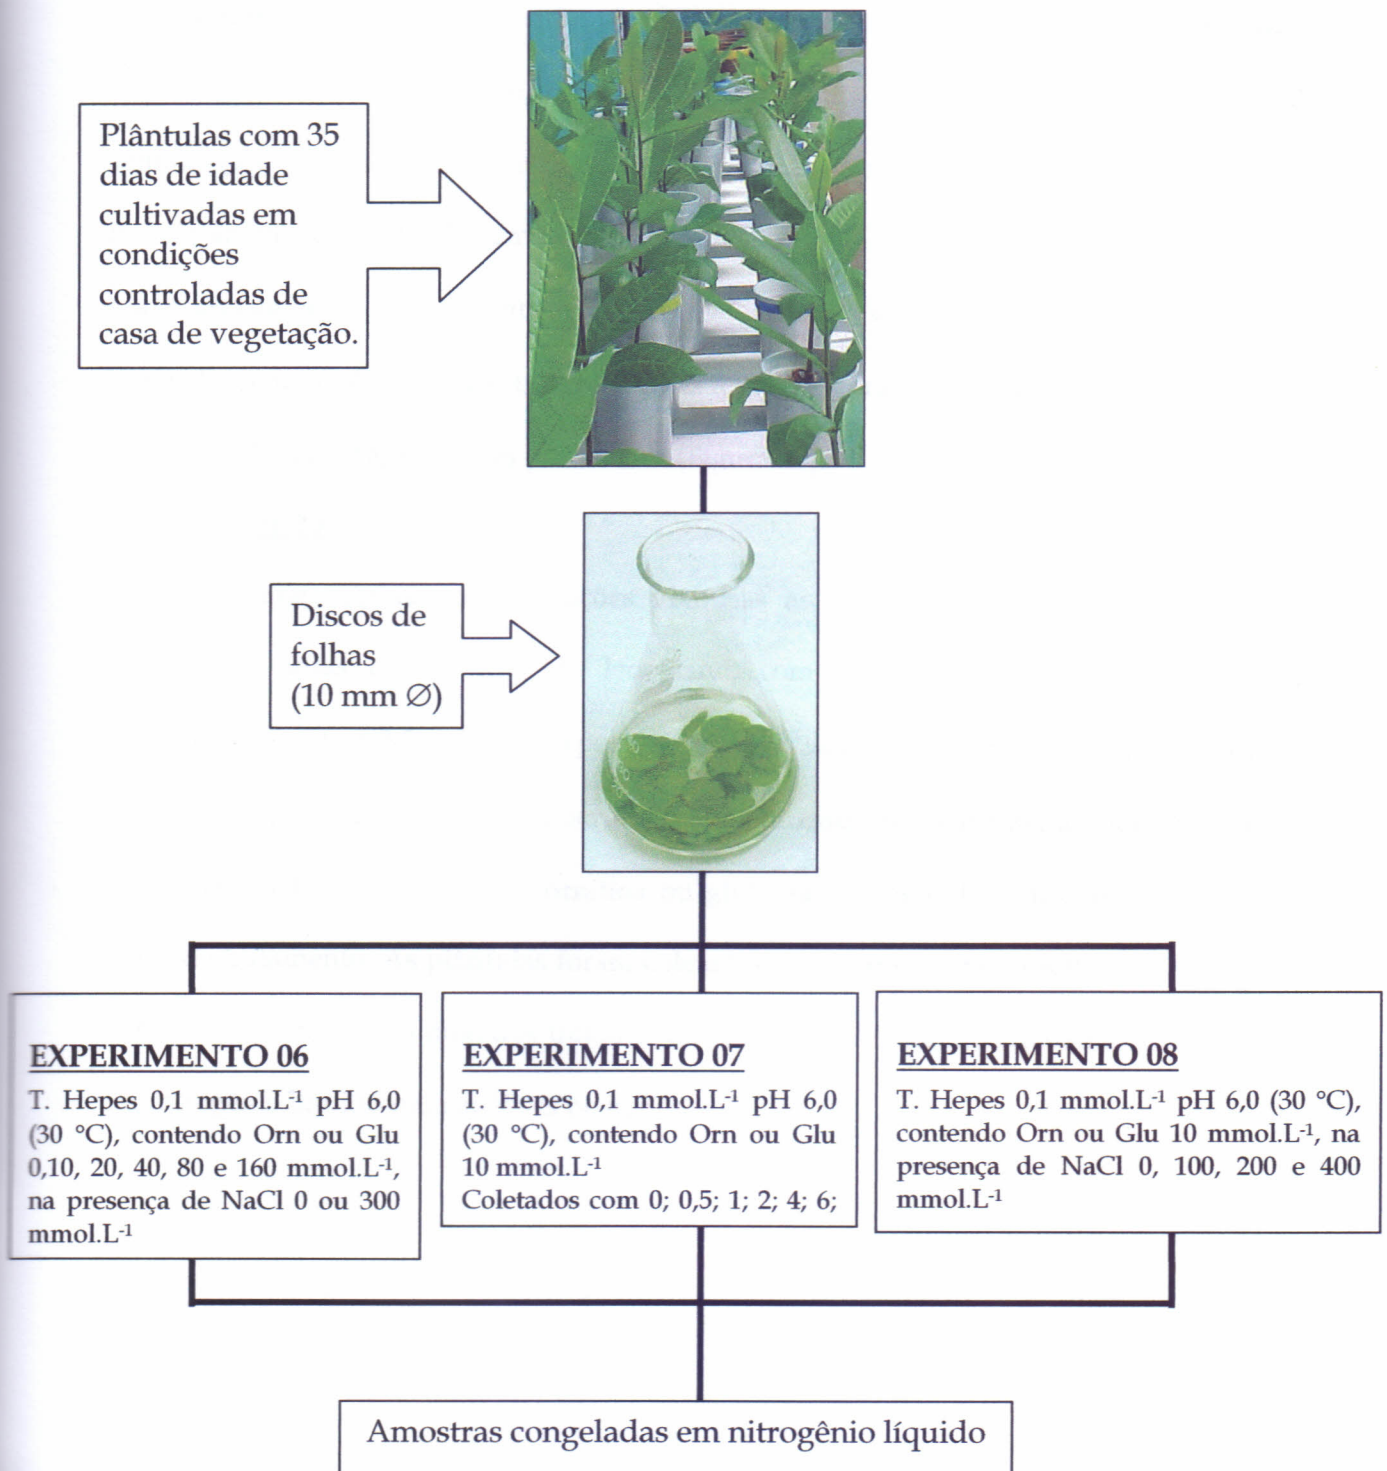 Plântulas com 35
dias de idade
cultivadas em
condições
controladas de
casa de vegetação.
Discos de
folhas
(10 mm Ø)
EXPERIMENTO 06
T. Hepes 0,1 mmol.L⁻¹ pH 6,0
(30 °C), contendo Orn ou Glu
0,10, 20, 40, 80 e 160 mmol.L⁻¹,
na presença de NaCl 0 ou 300
mmol.L⁻¹
EXPERIMENTO 07
T. Hepes 0,1 mmol.L⁻¹ pH 6,0
(30 °C), contendo Orn ou Glu
10 mmol.L⁻¹
Coletados com 0; 0,5; 1; 2; 4; 6;
EXPERIMENTO 08
T. Hepes 0,1 mmol.L⁻¹ pH 6,0 (30 °C),
contendo Orn ou Glu 10 mmol.L⁻¹, na
presença de NaCl 0, 100, 200 e 400
mmol.L⁻¹
Amostras congeladas em nitrogênio líquido